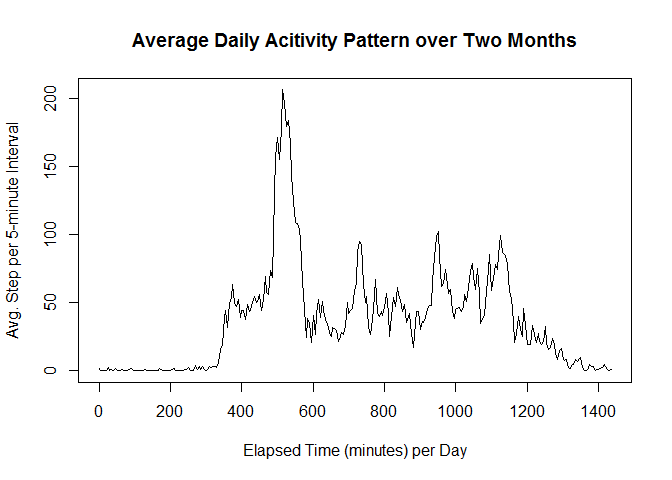 Average Daily Acitivity Pattern over Two Months
Avg. Step per 5-minute Interval
200
150
100
50
0
0 200 400 600 800 1000 1200 1400
Elapsed Time (minutes) per Day